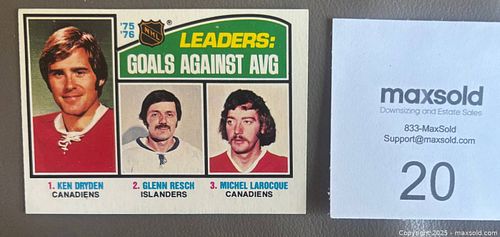 '75
'76
NHL
®
LEADERS:
GOALS AGAINST AVG
1. KEN DRYDEN
CANADIENS
2. GLENN RESCH
ISLANDERS
3. MICHEL LAROCQUE
CANADIENS
maxsold
Downsizing and Estate Sales
833-MaxSold
Support@maxsold.com
20
Copyright © 2025 - maxsold.com